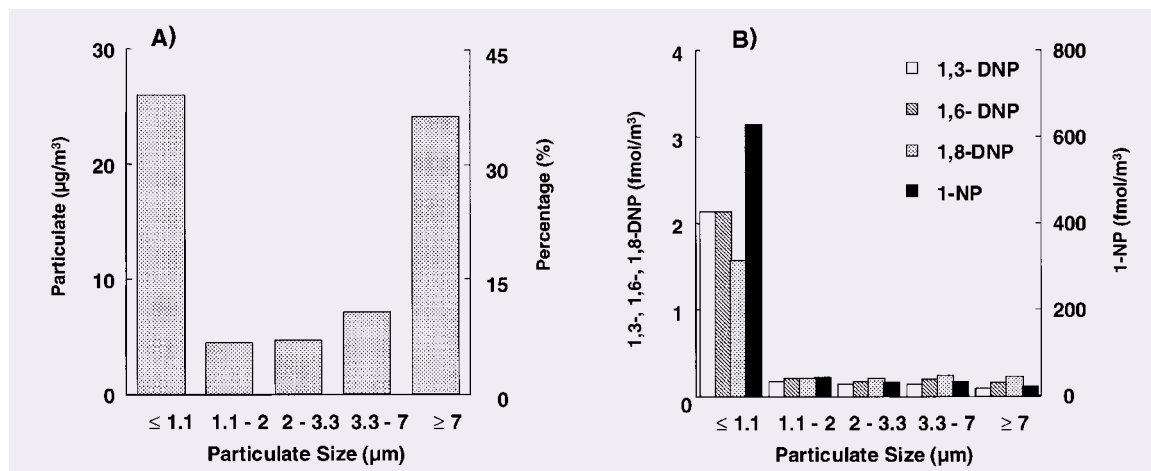 A)
30
20
10
0
Particulate (µg/m³)
45
30
15
0
Percentage (%)
≤ 1.1 1.1 - 2 2 - 3.3 3.3 - 7 ≥ 7
Particulate Size (µm)
B)
4
3
2
1
0
1,3-, 1,6-, 1,8-DNP (fmol/m³)
1,3- DNP
1,6- DNP
1,8-DNP
1-NP
800
600
400
200
0
1-NP (fmol/m³)
≤ 1.1 1.1 - 2 2 - 3.3 3.3 - 7 ≥ 7
Particulate Size (µm)